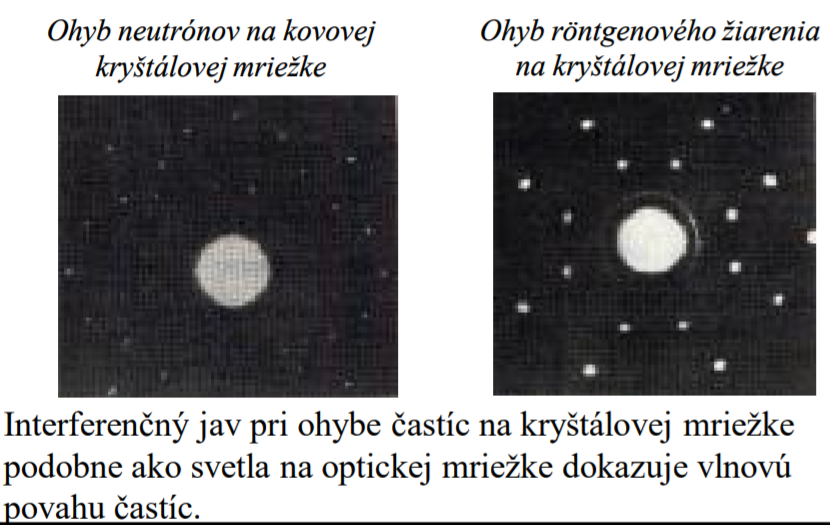 Ohyb neutrónov na kovovej
kryštálovej mriežke
Ohyb röntgenového žiarenia
na kryštálovej mriežke
Interferenčný jav pri ohybe častíc na kryštálovej mriežke
podobne ako svetla na optickej mriežke dokazuje vlnovú
povahu častíc.